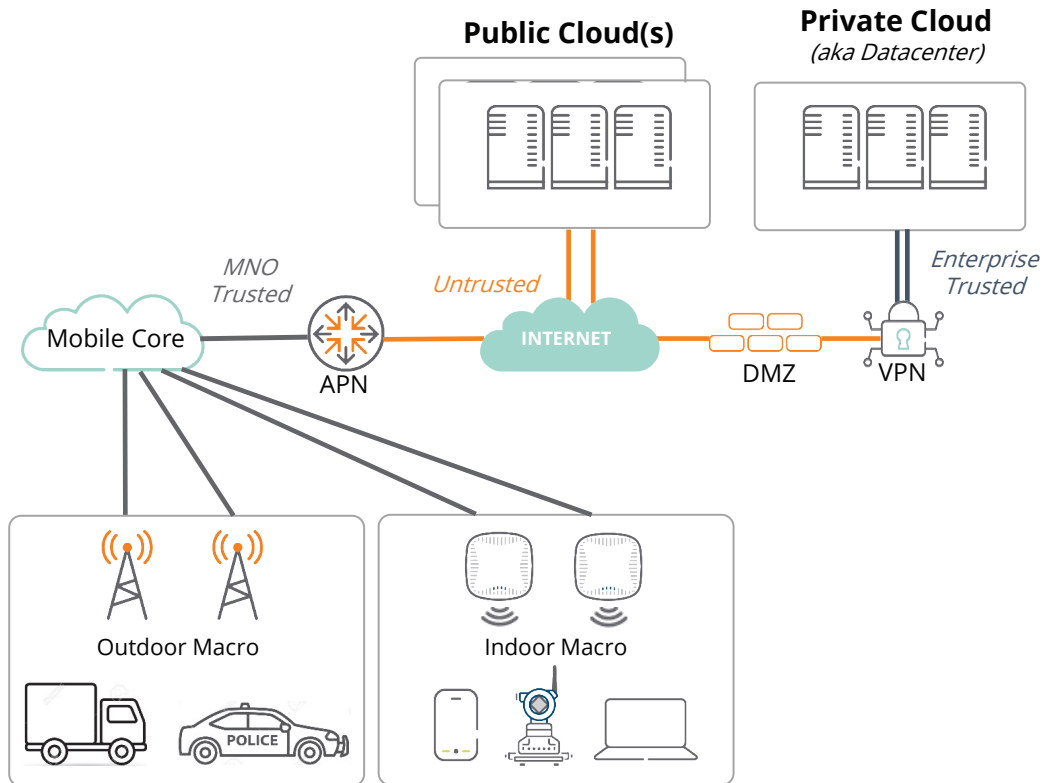 Public Cloud(s)
Private Cloud
(aka Datacenter)
MNO
Trusted
Untrusted
Enterprise
Trusted
Mobile Core
APN
INTERNET
DMZ
VPN
Outdoor Macro
Indoor Macro
POLICE